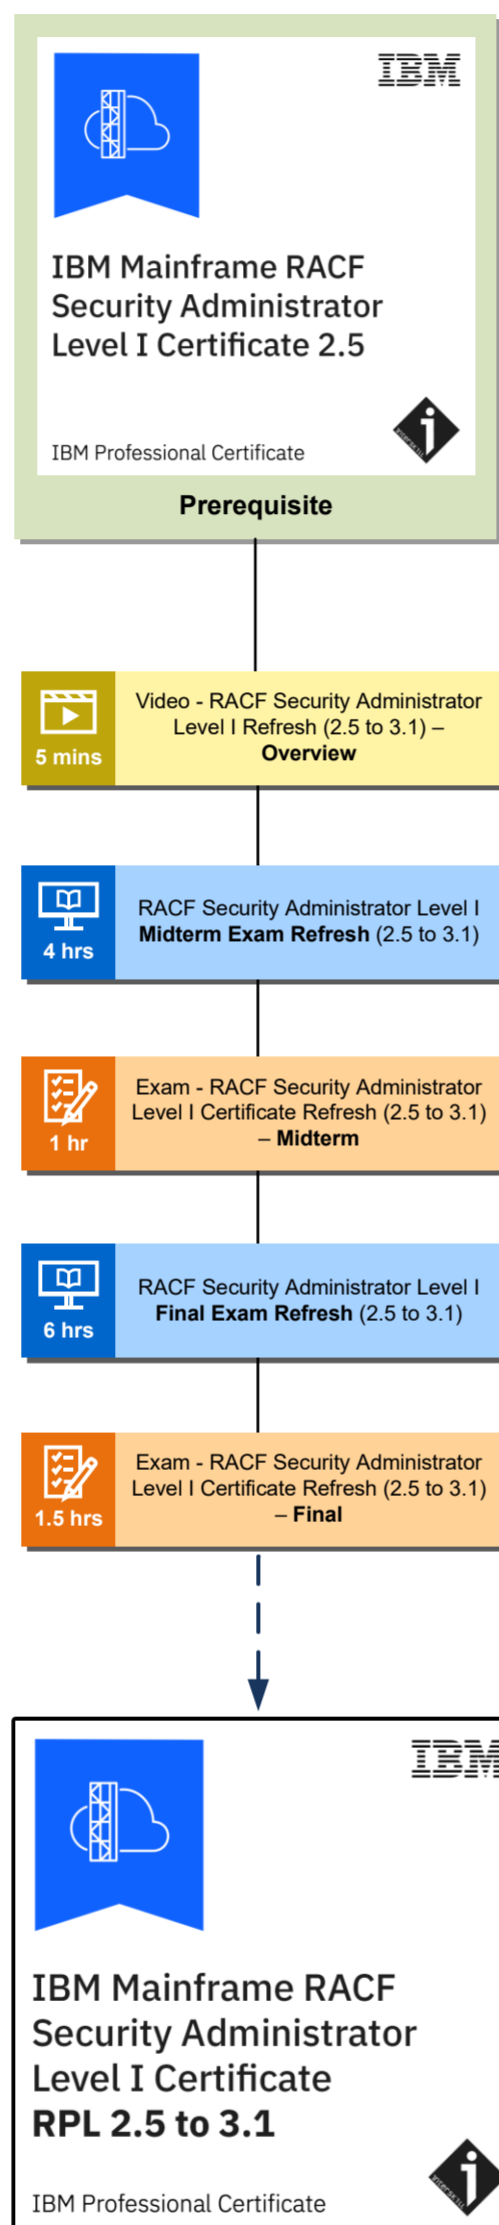 IBM
IBM Mainframe RACF
Security Administrator
Level I Certificate 2.5
IBM Professional Certificate
interskill
Prerequisite
5 mins
Video - RACF Security Administrator
Level I Refresh (2.5 to 3.1) –
Overview
4 hrs
RACF Security Administrator Level I
Midterm Exam Refresh (2.5 to 3.1)
1 hr
Exam - RACF Security Administrator
Level I Certificate Refresh (2.5 to 3.1)
– Midterm
6 hrs
RACF Security Administrator Level I
Final Exam Refresh (2.5 to 3.1)
1.5 hrs
Exam - RACF Security Administrator
Level I Certificate Refresh (2.5 to 3.1)
– Final
IBM
IBM Mainframe RACF
Security Administrator
Level I Certificate
RPL 2.5 to 3.1
IBM Professional Certificate
interskill